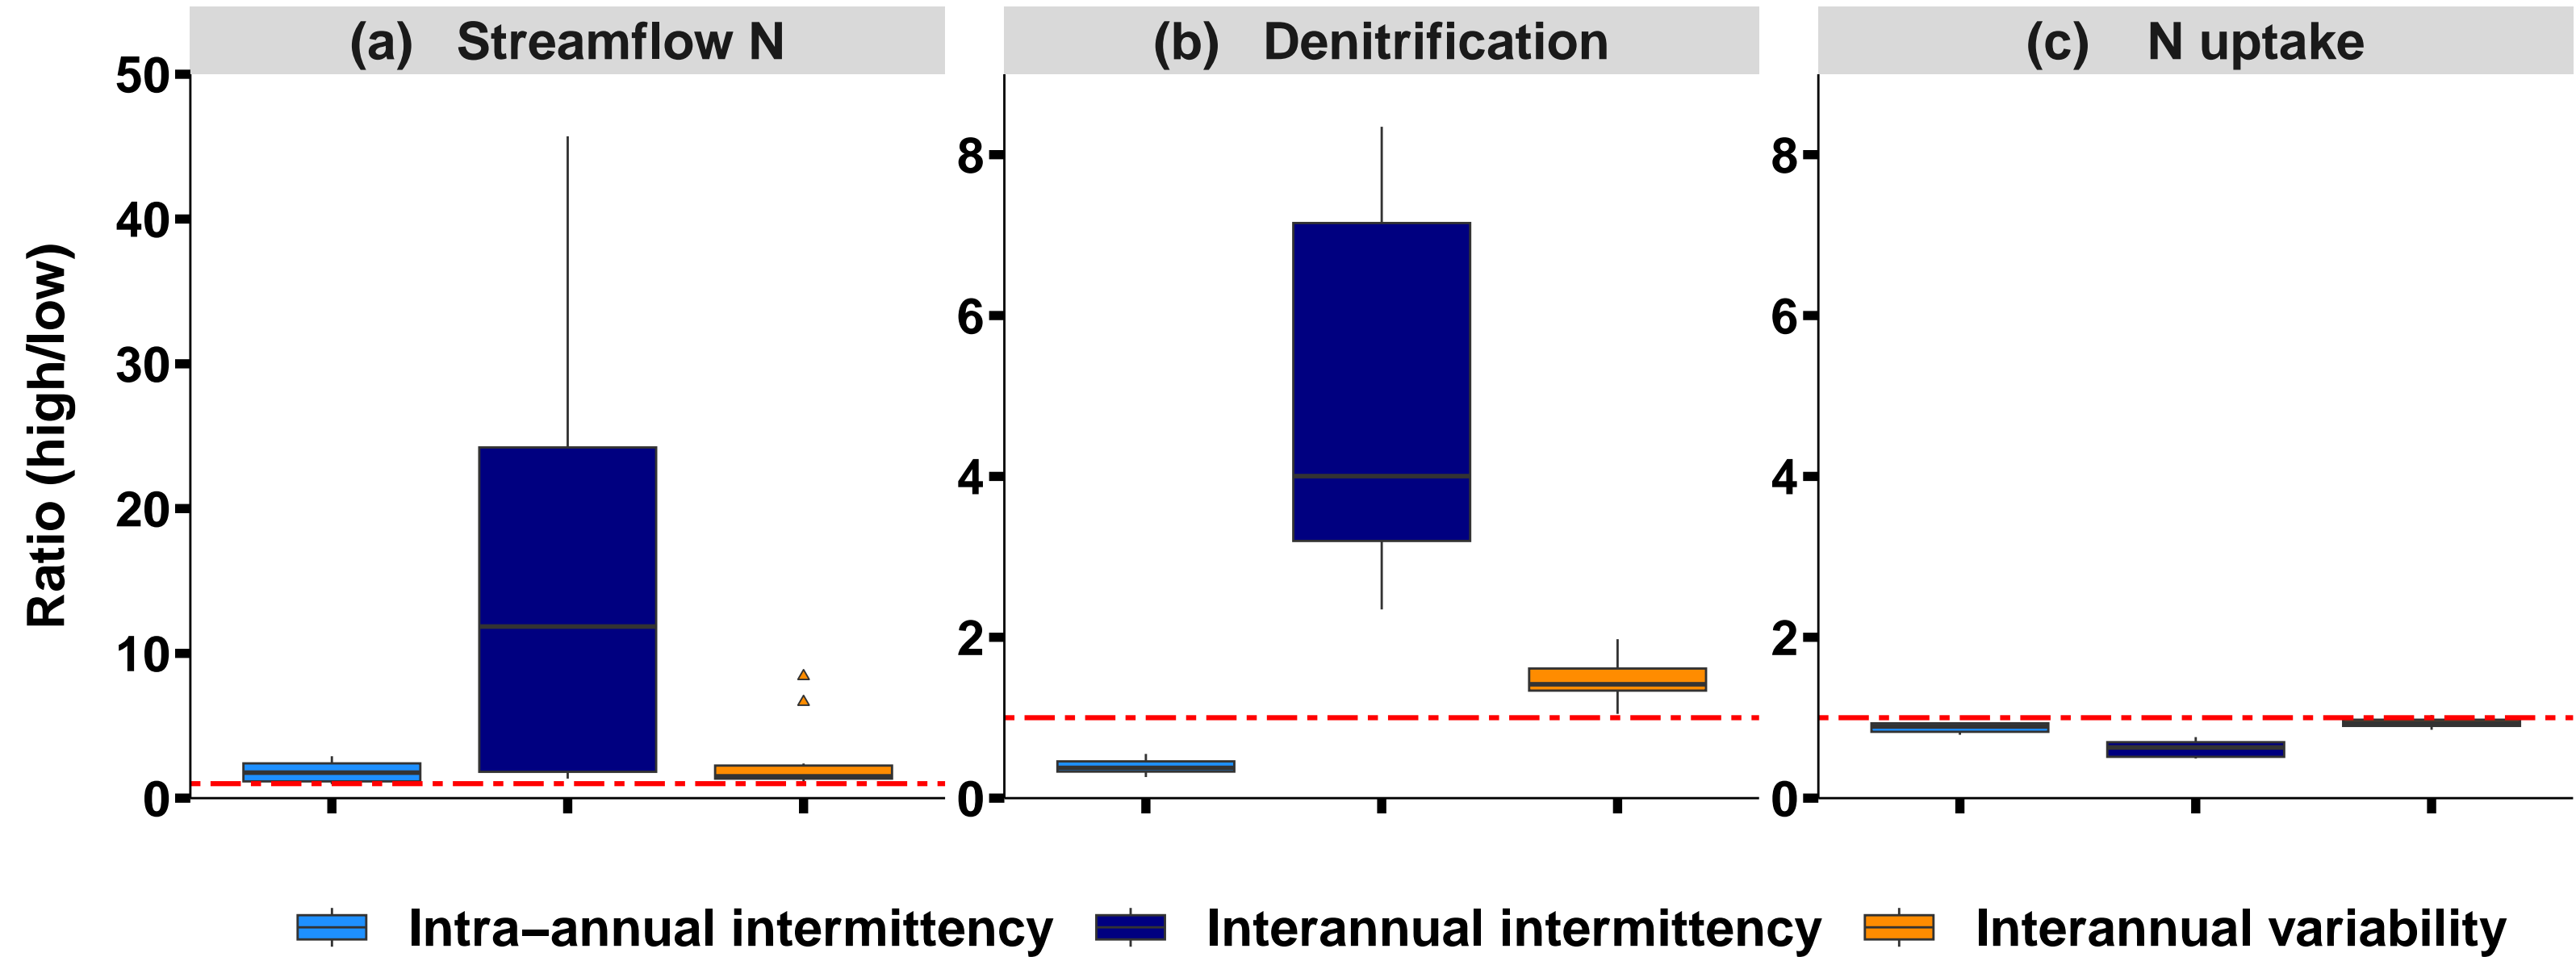 (a) Streamflow N
(b) Denitrification
(c) N uptake
Ratio (high/low)
50
40
30
20
10
0
8
6
4
2
0
8
6
4
2
0
Intra–annual intermittency
Interannual intermittency
Interannual variability